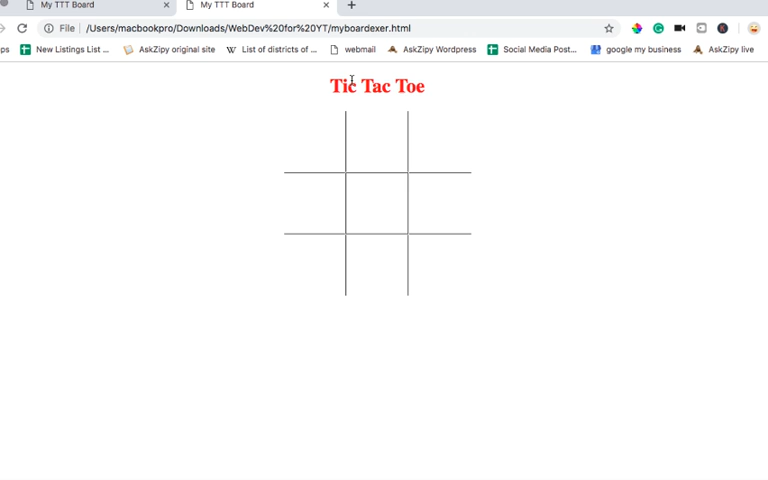 My TTT Board My TTT Board
File /Users/macbookpro/Downloads/WebDev%20for%20YT/myboardexer.html
ps New Listings List ... AskZipy original site List of districts of ... webmail AskZipy Wordpress Social Media Post... google my business AskZipy live
Tic Tac Toe